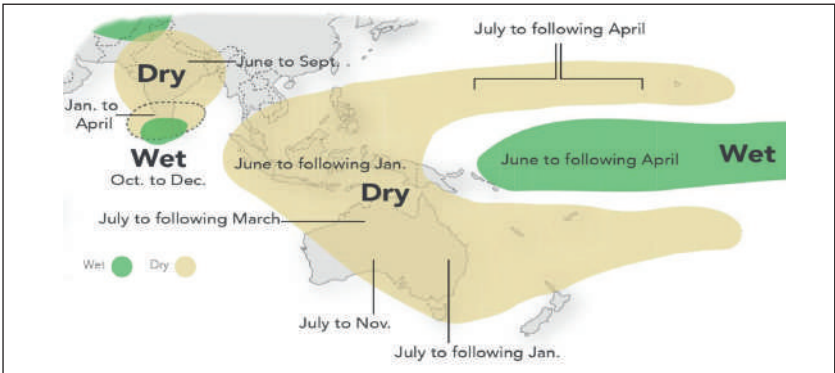 July to following April
Dry
June to Sept.
Jan. to
April
Wet
Oct. to Dec.
June to following Jan.
Dry
June to following April
Wet
July to following March
Wet
Dry
July to Nov.
July to following Jan.